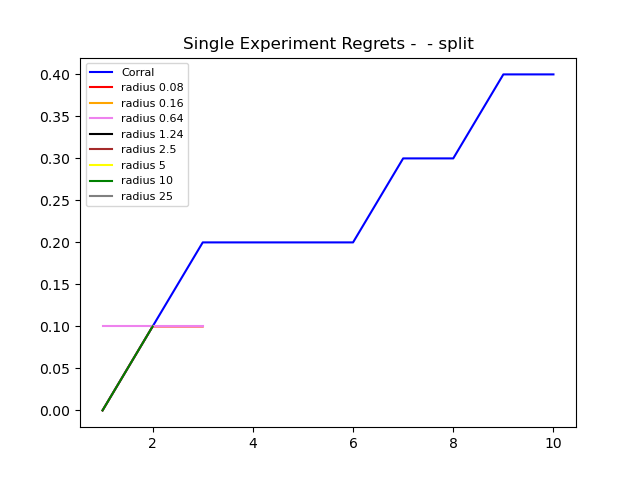 Single Experiment Regrets -  - split
Corral
radius 0.08
radius 0.16
radius 0.64
radius 1.24
radius 2.5
radius 5
radius 10
radius 25
0.40
0.35
0.30
0.25
0.20
0.15
0.10
0.05
0.00
2 4 6 8 10